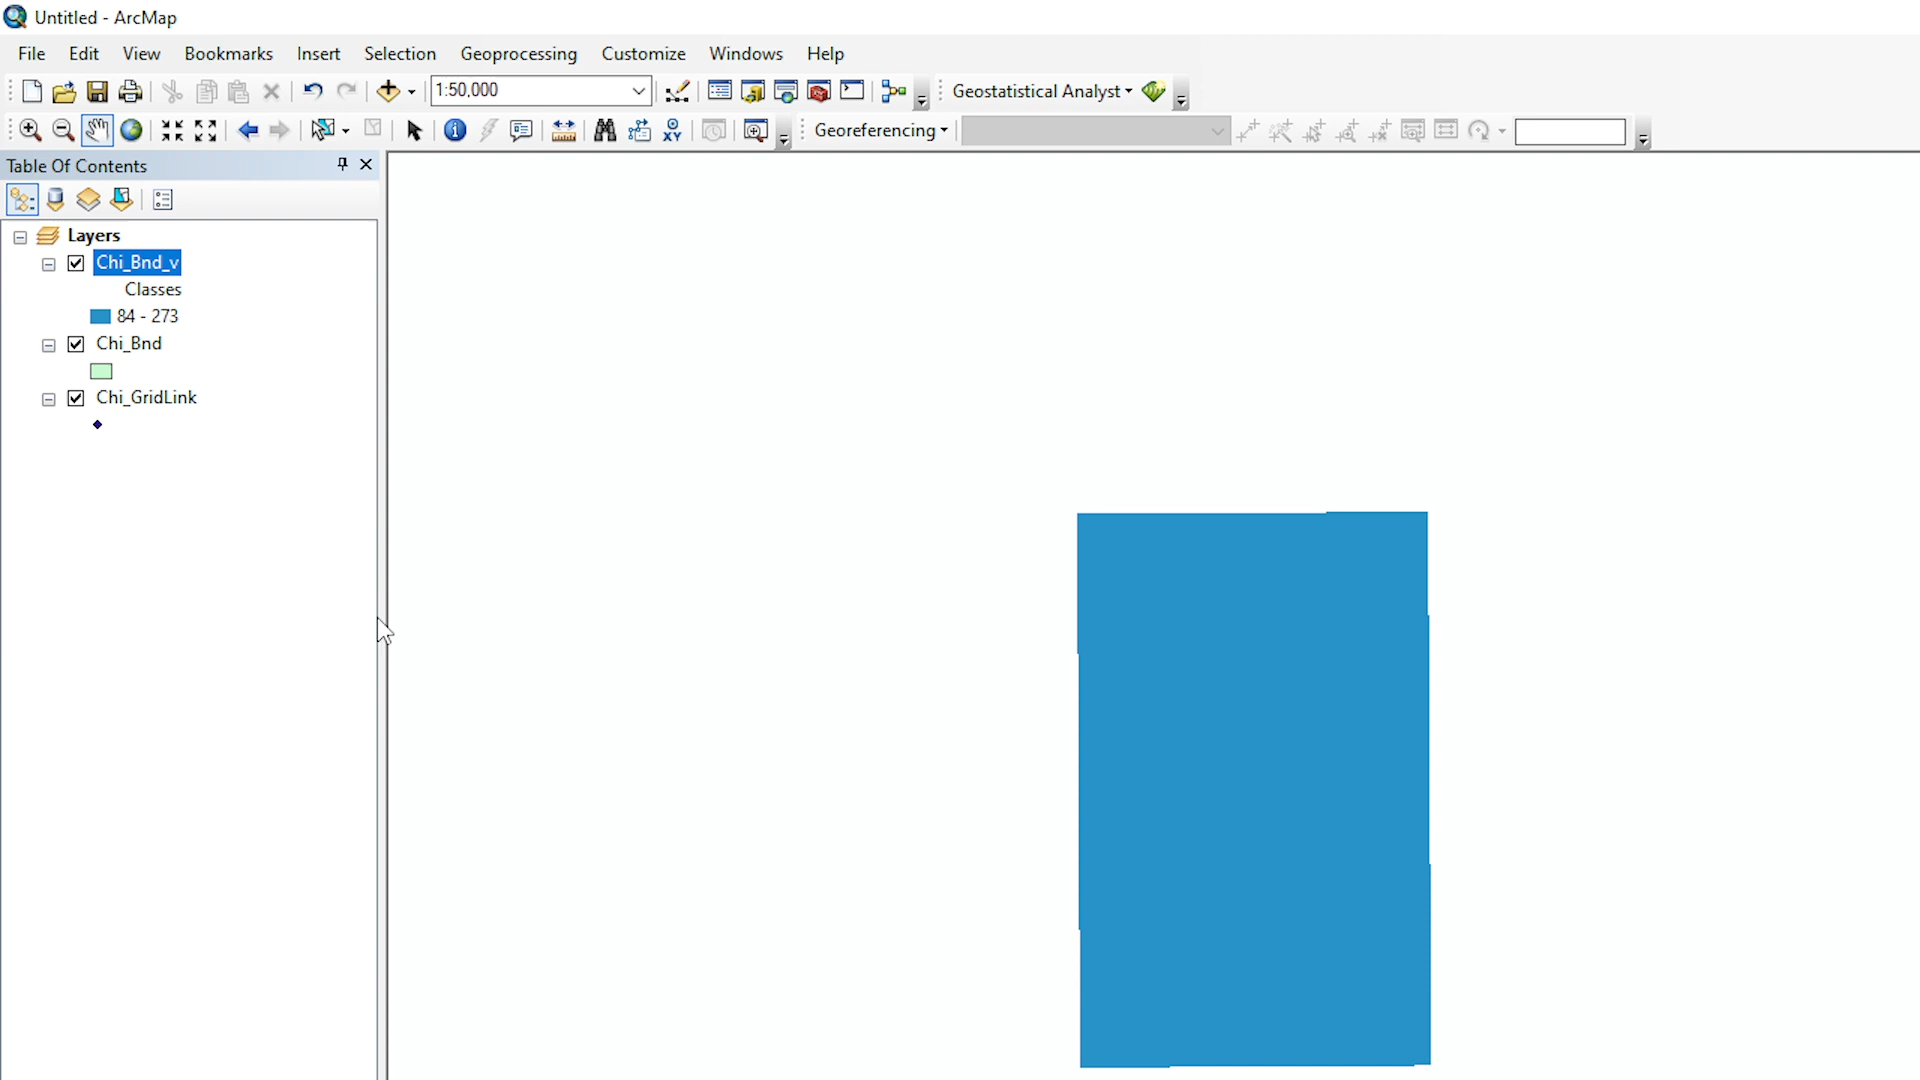 Untitled - ArcMap
File Edit View Bookmarks Insert Selection Geoprocessing Customize Windows Help
1:50,000 Geostatistical Analyst
Georeferencing
Table Of Contents
Layers
Chi_Bnd_v
Classes
84 - 273
Chi_Bnd
Chi_GridLink